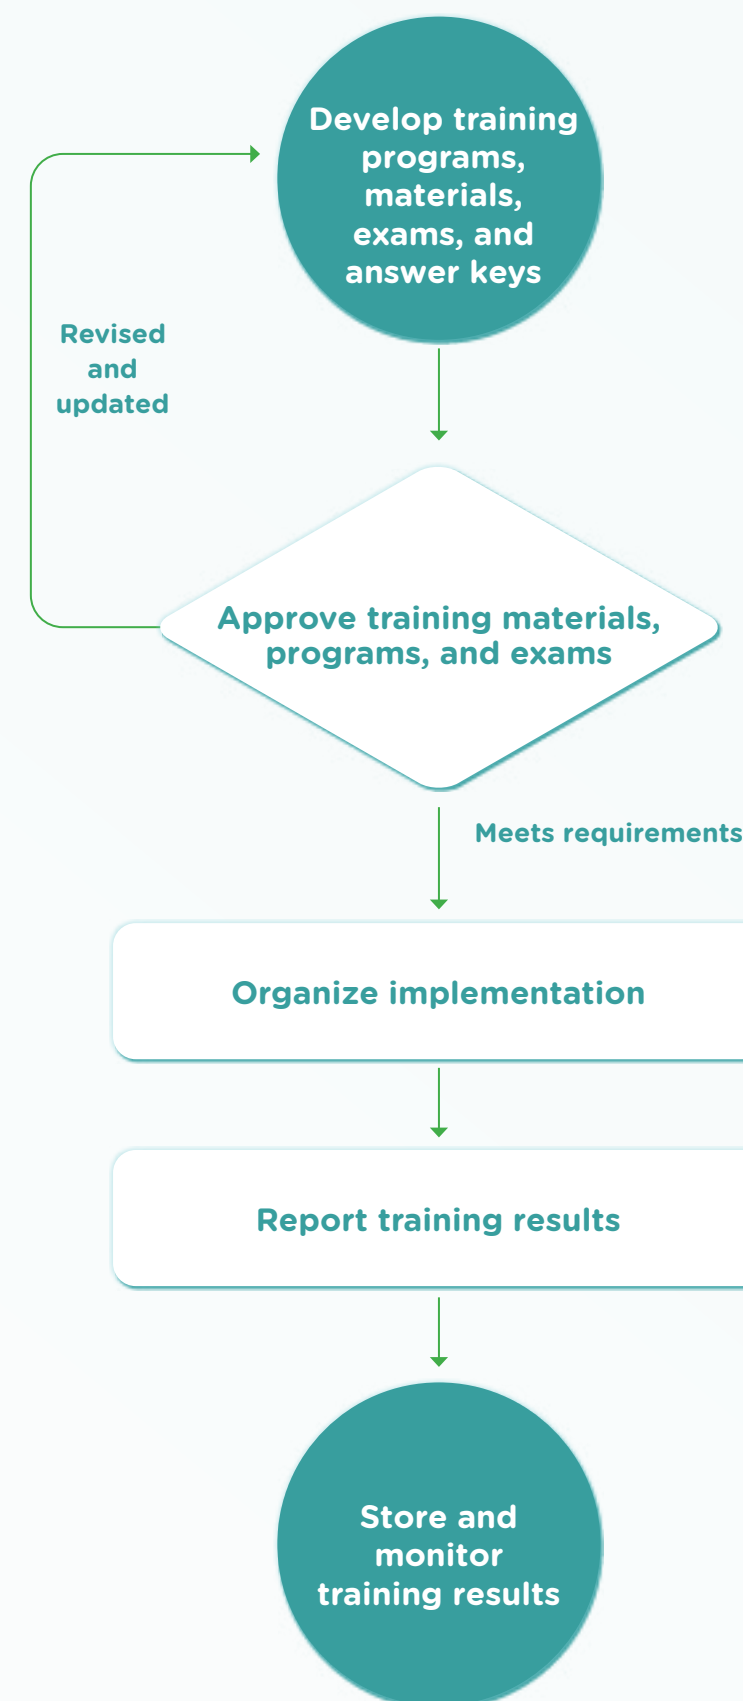 Develop training
programs,
materials,
exams, and
answer keys
Revised
and
updated
Approve training materials,
programs, and exams
Meets requirements
Organize implementation
Report training results
Store and
monitor
training results